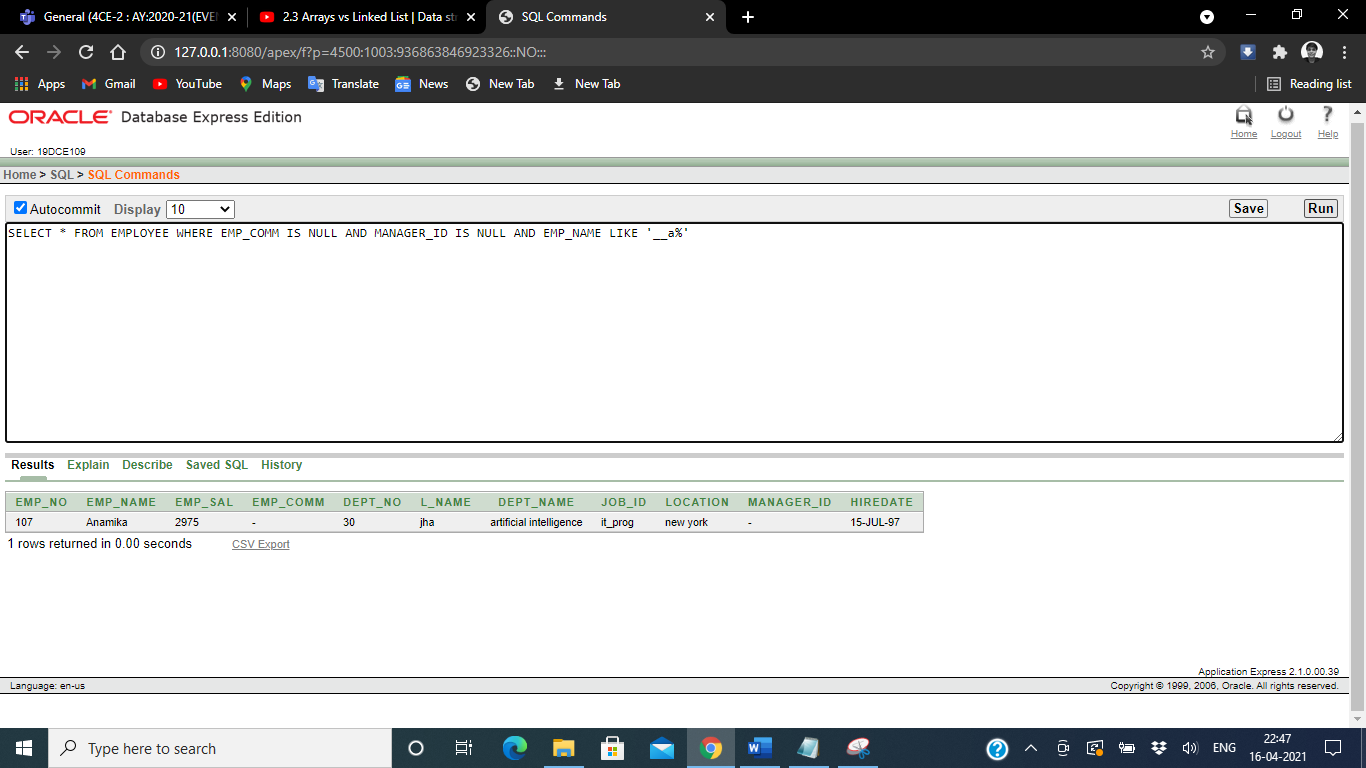 General (4CE-2 : AY:2020-21(EVEN
2.3 Arrays vs Linked List | Data str
SQL Commands
127.0.0.1:8080/apex/f?p=4500:1003:936863846923326::NO:::
Apps Gmail YouTube Maps Translate News New Tab New Tab Reading list
ORACLE Database Express Edition
Home Logout Help
User: 19DCE109
Home > SQL > SQL Commands
Autocommit Display 10 Save Run
SELECT * FROM EMPLOYEE WHERE EMP_COMM IS NULL AND MANAGER_ID IS NULL AND EMP_NAME LIKE '__a%'
Results Explain Describe Saved SQL History
EMP_NO EMP_NAME EMP_SAL EMP_COMM DEPT_NO L_NAME DEPT_NAME JOB_ID LOCATION MANAGER_ID HIREDATE
107 Anamika 2975 - 30 jha artificial intelligence it_prog new york - 15-JUL-97
1 rows returned in 0.00 seconds CSV Export
Application Express 2.1.0.00.39
Language: en-us Copyright © 1999, 2006, Oracle. All rights reserved.
Type here to search
ENG
22:47
16-04-2021